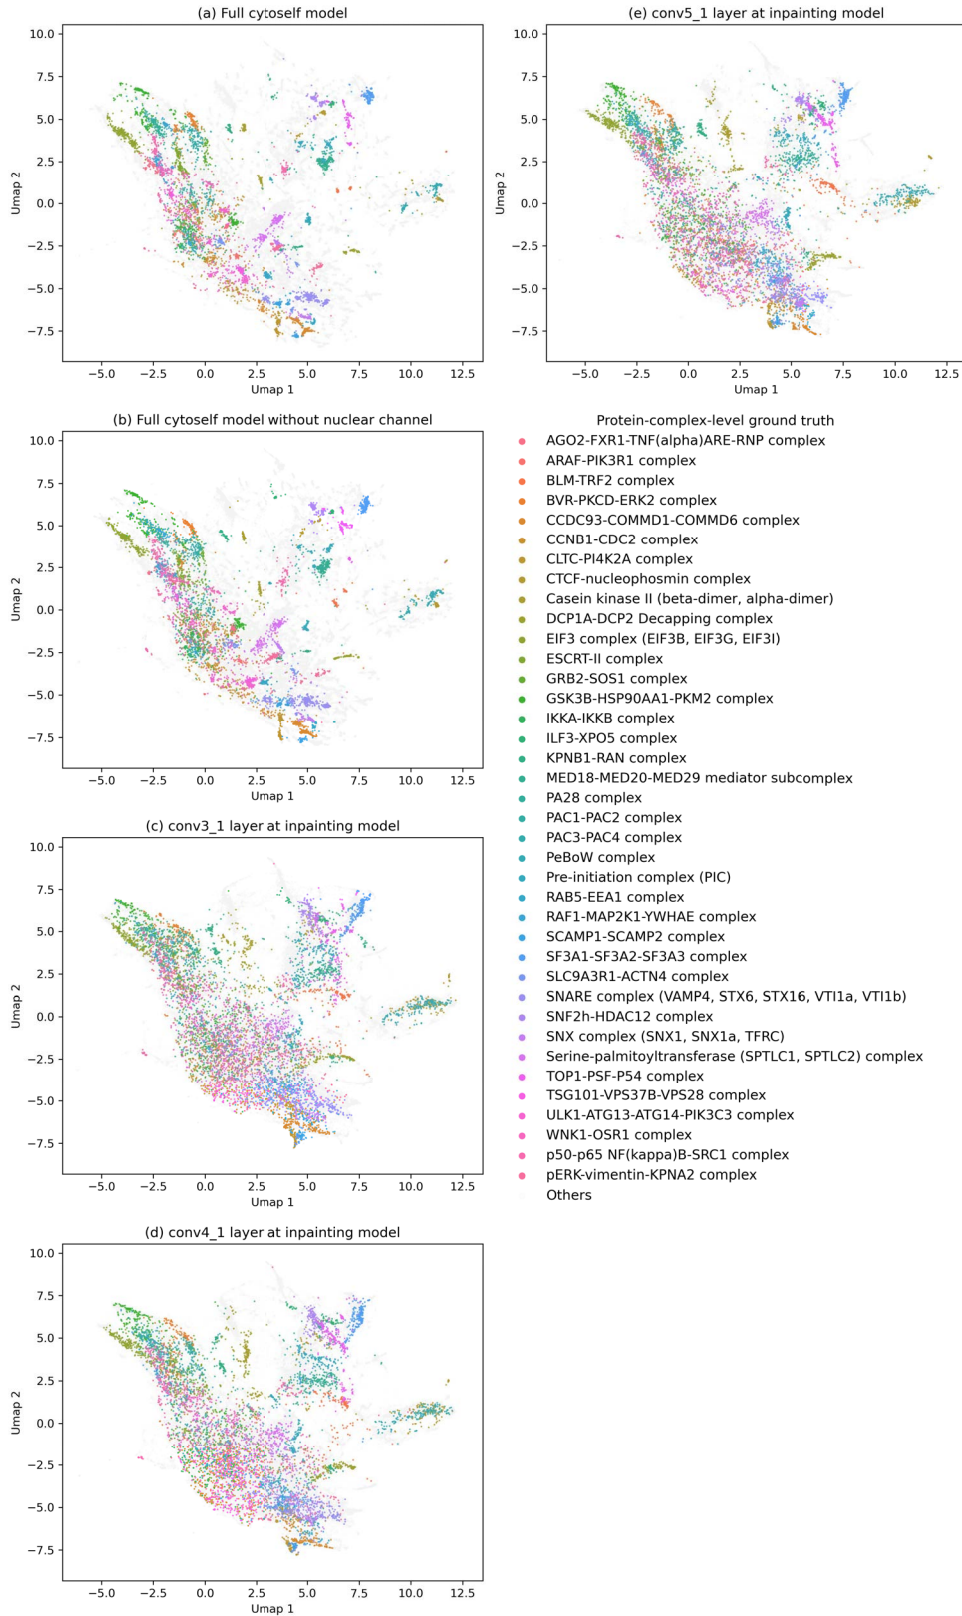 (a) Full cytoself model
10.0
7.5
5.0
2.5
0.0
−2.5
−5.0
−7.5
Umap 2
−5.0 −2.5 0.0 2.5 5.0 7.5 10.0 12.5
Umap 1
(e) conv5_1 layer at inpainting model
10.0
7.5
5.0
2.5
0.0
−2.5
−5.0
−7.5
Umap 2
−5.0 −2.5 0.0 2.5 5.0 7.5 10.0 12.5
Umap 1
(b) Full cytoself model without nuclear channel
10.0
7.5
5.0
2.5
0.0
−2.5
−5.0
−7.5
Umap 2
−5.0 −2.5 0.0 2.5 5.0 7.5 10.0 12.5
Umap 1
Protein-complex-level ground truth
AGO2-FXR1-TNF(alpha)ARE-RNP complex
ARAF-PIK3R1 complex
BLM-TRF2 complex
BVR-PKCD-ERK2 complex
CCDC93-COMMD1-COMMD6 complex
CCNB1-CDC2 complex
CLTC-PI4K2A complex
CTCF-nucleophosmin complex
Casein kinase II (beta-dimer, alpha-dimer)
DCP1A-DCP2 Decapping complex
EIF3 complex (EIF3B, EIF3G, EIF3I)
ESCRT-II complex
GRB2-SOS1 complex
GSK3B-HSP90AA1-PKM2 complex
IKKA-IKKB complex
ILF3-XPO5 complex
KPNB1-RAN complex
MED18-MED20-MED29 mediator subcomplex
PA28 complex
PAC1-PAC2 complex
PAC3-PAC4 complex
PeBoW complex
Pre-initiation complex (PIC)
RAB5-EEA1 complex
RAF1-MAP2K1-YWHAE complex
SCAMP1-SCAMP2 complex
SF3A1-SF3A2-SF3A3 complex
SLC9A3R1-ACTN4 complex
SNARE complex (VAMP4, STX6, STX16, VTI1a, VTI1b)
SNF2h-HDAC12 complex
SNX complex (SNX1, SNX1a, TFRC)
Serine-palmitoyltransferase (SPTLC1, SPTLC2) complex
TOP1-PSF-P54 complex
TSG101-VPS37B-VPS28 complex
ULK1-ATG13-ATG14-PIK3C3 complex
WNK1-OSR1 complex
p50-p65 NF(kappa)B-SRC1 complex
pERK-vimentin-KPNA2 complex
Others
(c) conv3_1 layer at inpainting model
10.0
7.5
5.0
2.5
0.0
−2.5
−5.0
−7.5
Umap 2
−5.0 −2.5 0.0 2.5 5.0 7.5 10.0 12.5
Umap 1
(d) conv4_1 layer at inpainting model
10.0
7.5
5.0
2.5
0.0
−2.5
−5.0
−7.5
Umap 2
−5.0 −2.5 0.0 2.5 5.0 7.5 10.0 12.5
Umap 1